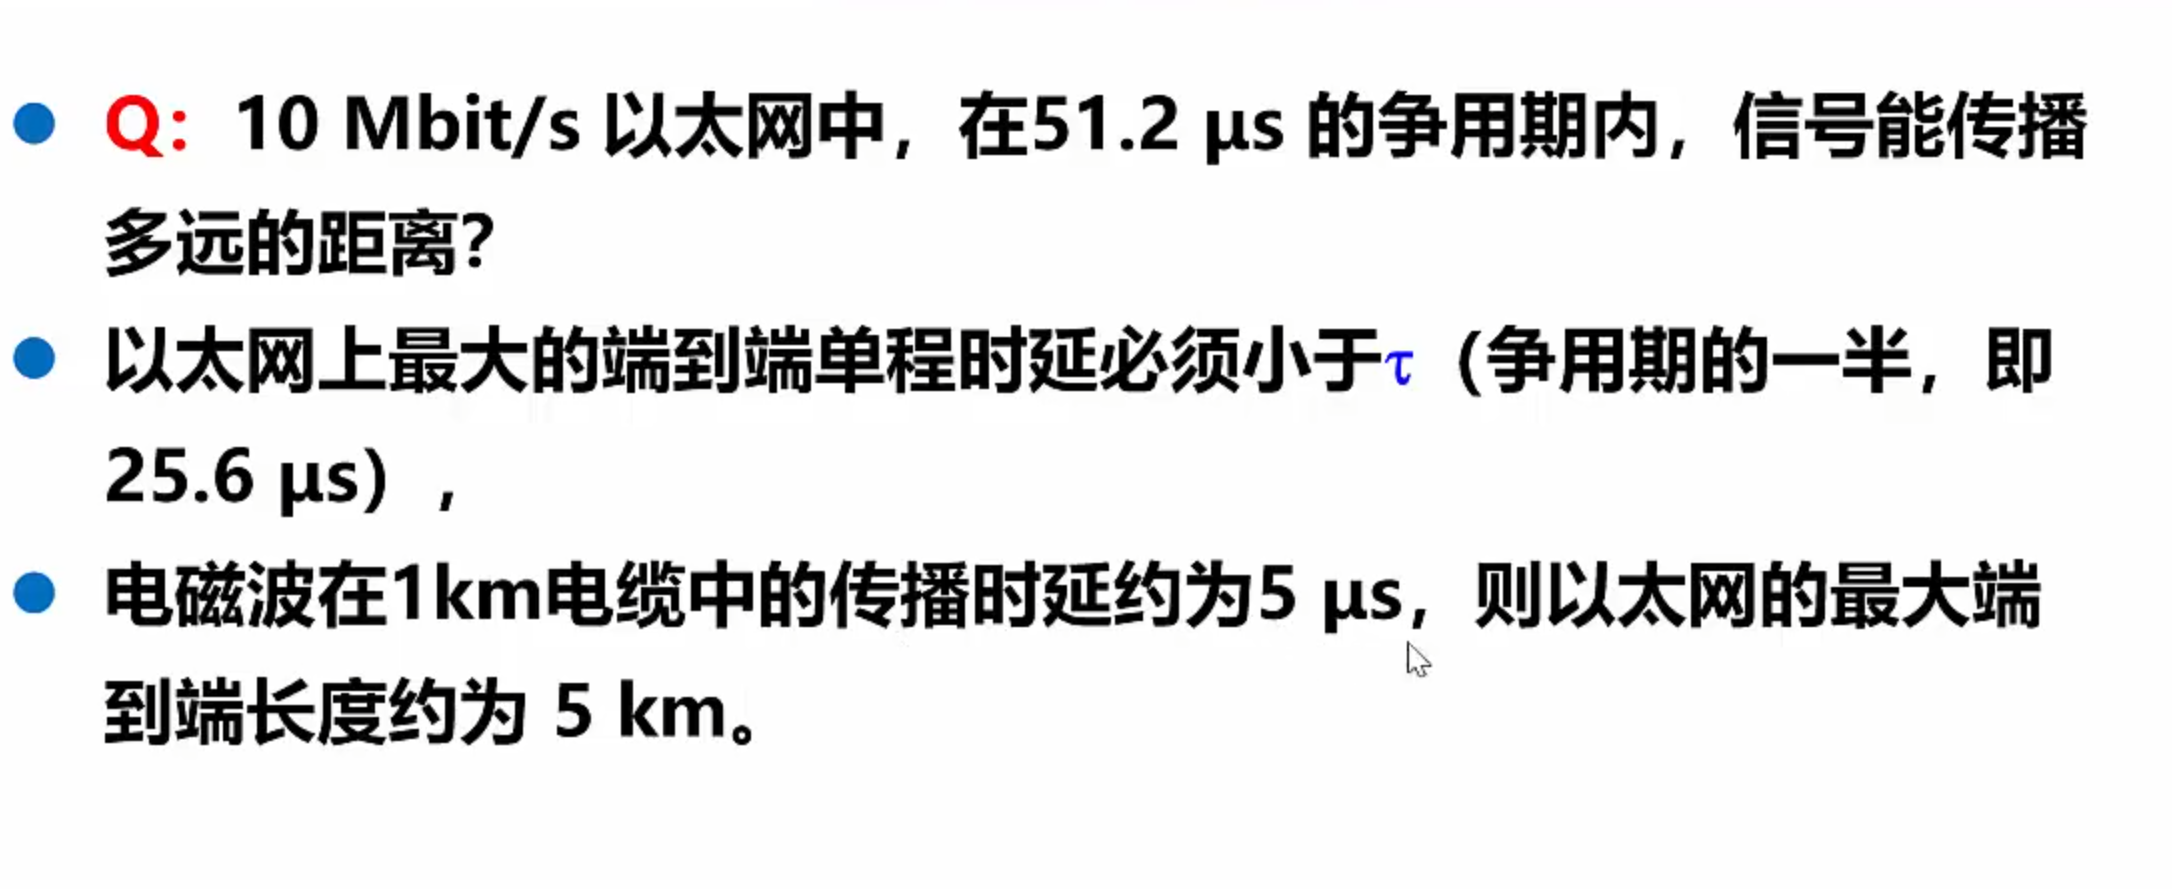 Q: 10 Mbit/s 以太网中，在51.2 μs 的争用期内，信号能传播
多远的距离？
以太网上最大的端到端单程时延必须小于τ（争用期的一半，即
25.6 μs），
电磁波在1km电缆中的传播时延约为5 μs，则以太网的最大端
到端长度约为 5 km。